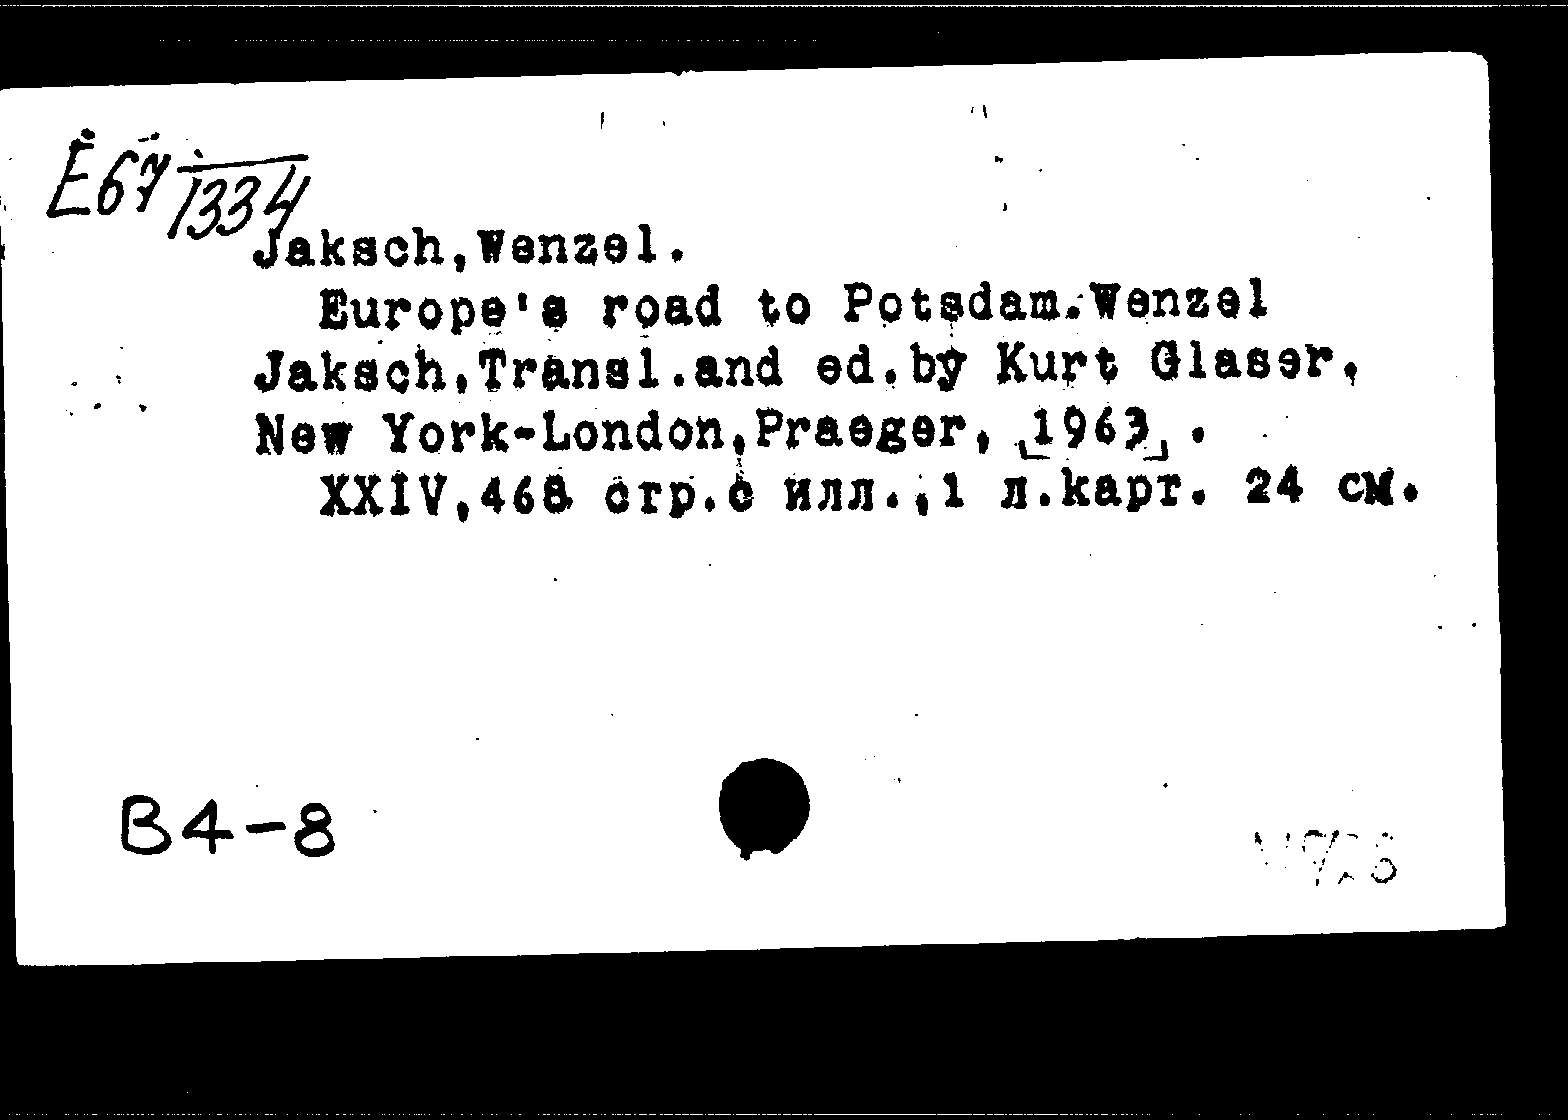 E67/1334
Jaksch,Wenzel.
Europe's road to Potsdam.Wenzel
Jaksch,Transl.and ed.by Kurt Glaser,
New York-London,Praeger, [1963].
XXIV,468 стр.с илл.,1 л.карт. 24 см.
B4-8